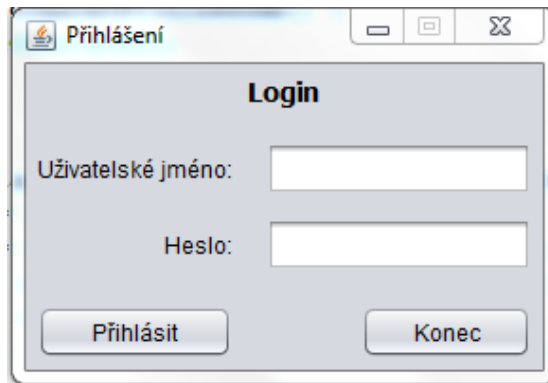 Přihlášení
Login
Uživatelské jméno:
Heslo:
Přihlásit Konec